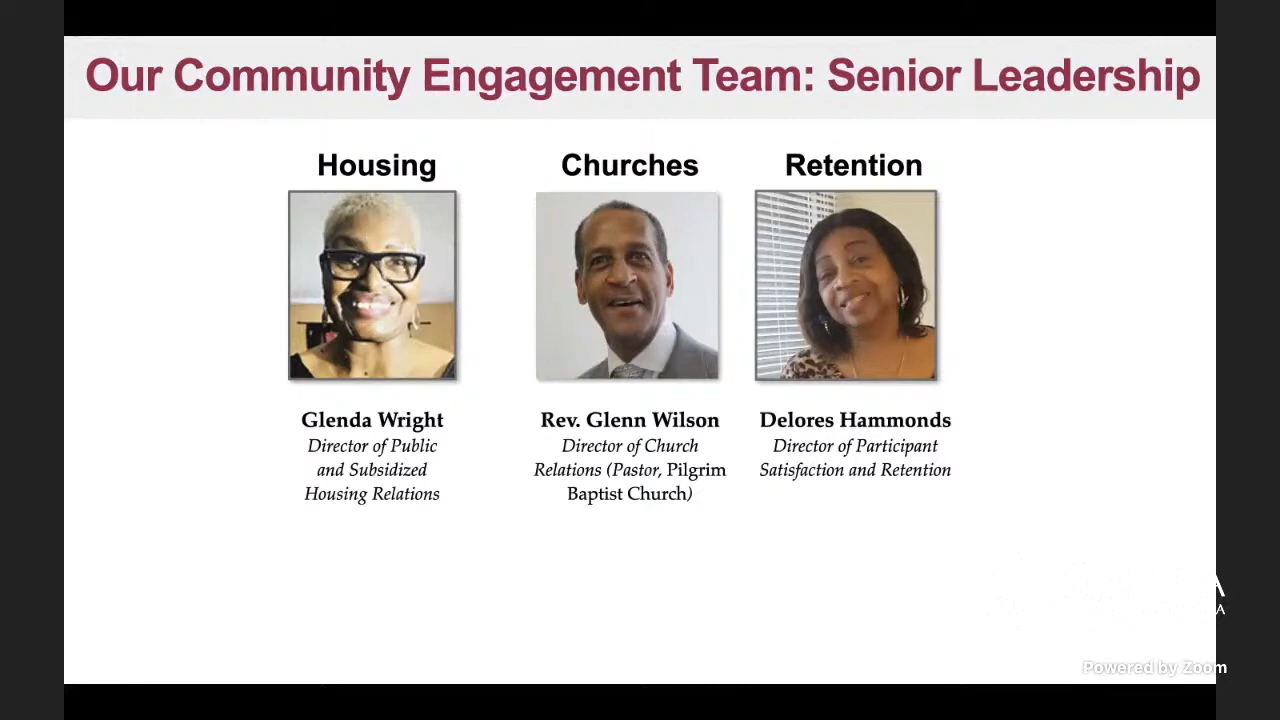 Our Community Engagement Team: Senior Leadership
Housing
Churches
Retention
Glenda Wright
Director of Public
and Subsidized
Housing Relations
Rev. Glenn Wilson
Director of Church
Relations (Pastor, Pilgrim
Baptist Church)
Delores Hammonds
Director of Participant
Satisfaction and Retention
Powered by Zoom